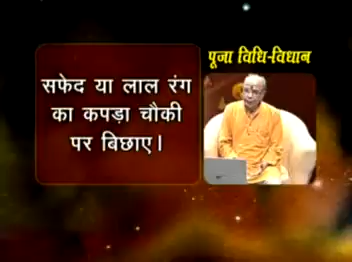 पूजा विधि-विधान
सफेद या लाल रंग
का कपड़ा चौकी
पर बिछाए।